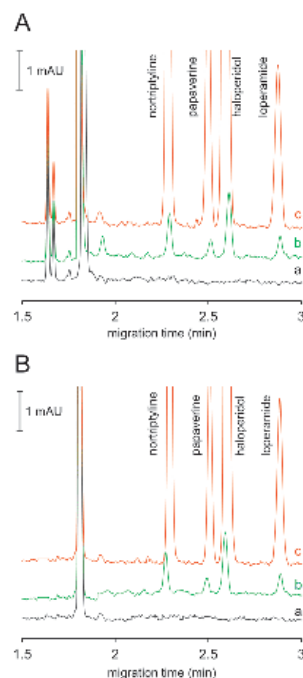 A
1 mAU
nortriptyline
papaverine
haloperidol
loperamide
c
b
a
1.5 2 2.5 3
migration time (min)
B
1 mAU
nortriptyline
papaverine
haloperidol
loperamide
c
b
a
1.5 2 2.5 3
migration time (min)